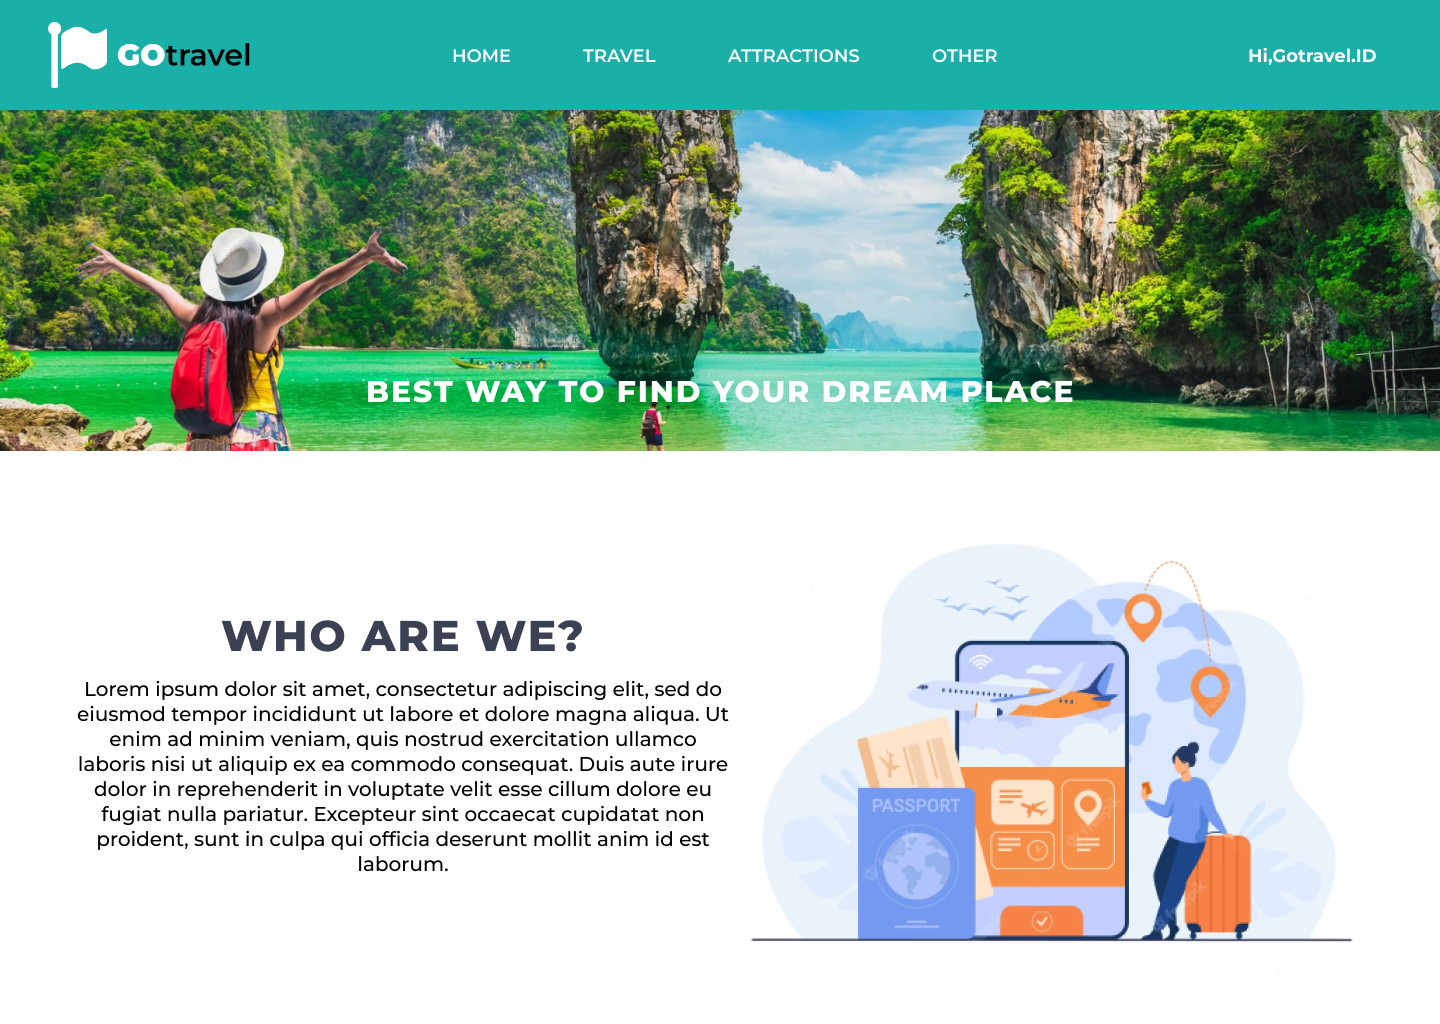 GOtravel
HOME TRAVEL ATTRACTIONS OTHER
Hi,Gotravel.ID
BEST WAY TO FIND YOUR DREAM PLACE
WHO ARE WE?
Lorem ipsum dolor sit amet, consectetur adipiscing elit, sed do
eiusmod tempor incididunt ut labore et dolore magna aliqua. Ut
enim ad minim veniam, quis nostrud exercitation ullamco
laboris nisi ut aliquip ex ea commodo consequat. Duis aute irure
dolor in reprehenderit in voluptate velit esse cillum dolore eu
fugiat nulla pariatur. Excepteur sint occaecat cupidatat non
proident, sunt in culpa qui officia deserunt mollit anim id est
laborum.
PASSPORT